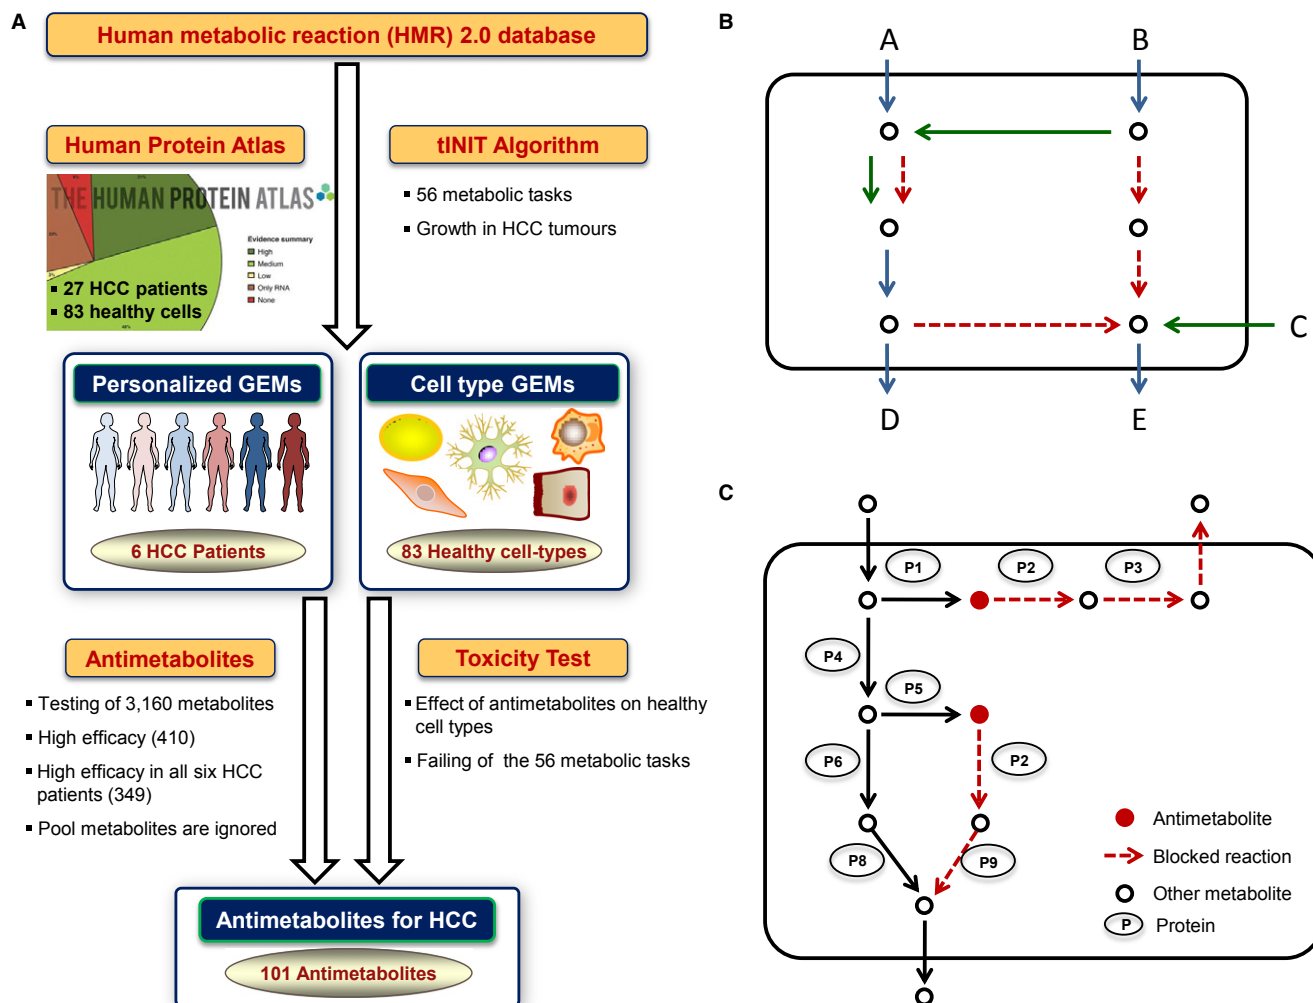 A
Human metabolic reaction (HMR) 2.0 database
Human Protein Atlas
THE HUMAN PROTEIN ATLAS
Evidence summary
High
Medium
Low
Only RNA
None
▪ 27 HCC patients
▪ 83 healthy cells
tINIT Algorithm
▪ 56 metabolic tasks
▪ Growth in HCC tumours
Personalized GEMs
6 HCC Patients
Cell type GEMs
83 Healthy cell-types
Antimetabolites
▪ Testing of 3,160 metabolites
▪ High efficacy (410)
▪ High efficacy in all six HCC
patients (349)
▪ Pool metabolites are ignored
Toxicity Test
▪ Effect of antimetabolites on healthy
cell types
▪ Failing of the 56 metabolic tasks
Antimetabolites for HCC
101 Antimetabolites
B
A
B
C
D
E
C
P1
P2
P3
P4
P5
P6
P2
P8
P9
Antimetabolite
Blocked reaction
Other metabolite
P
Protein